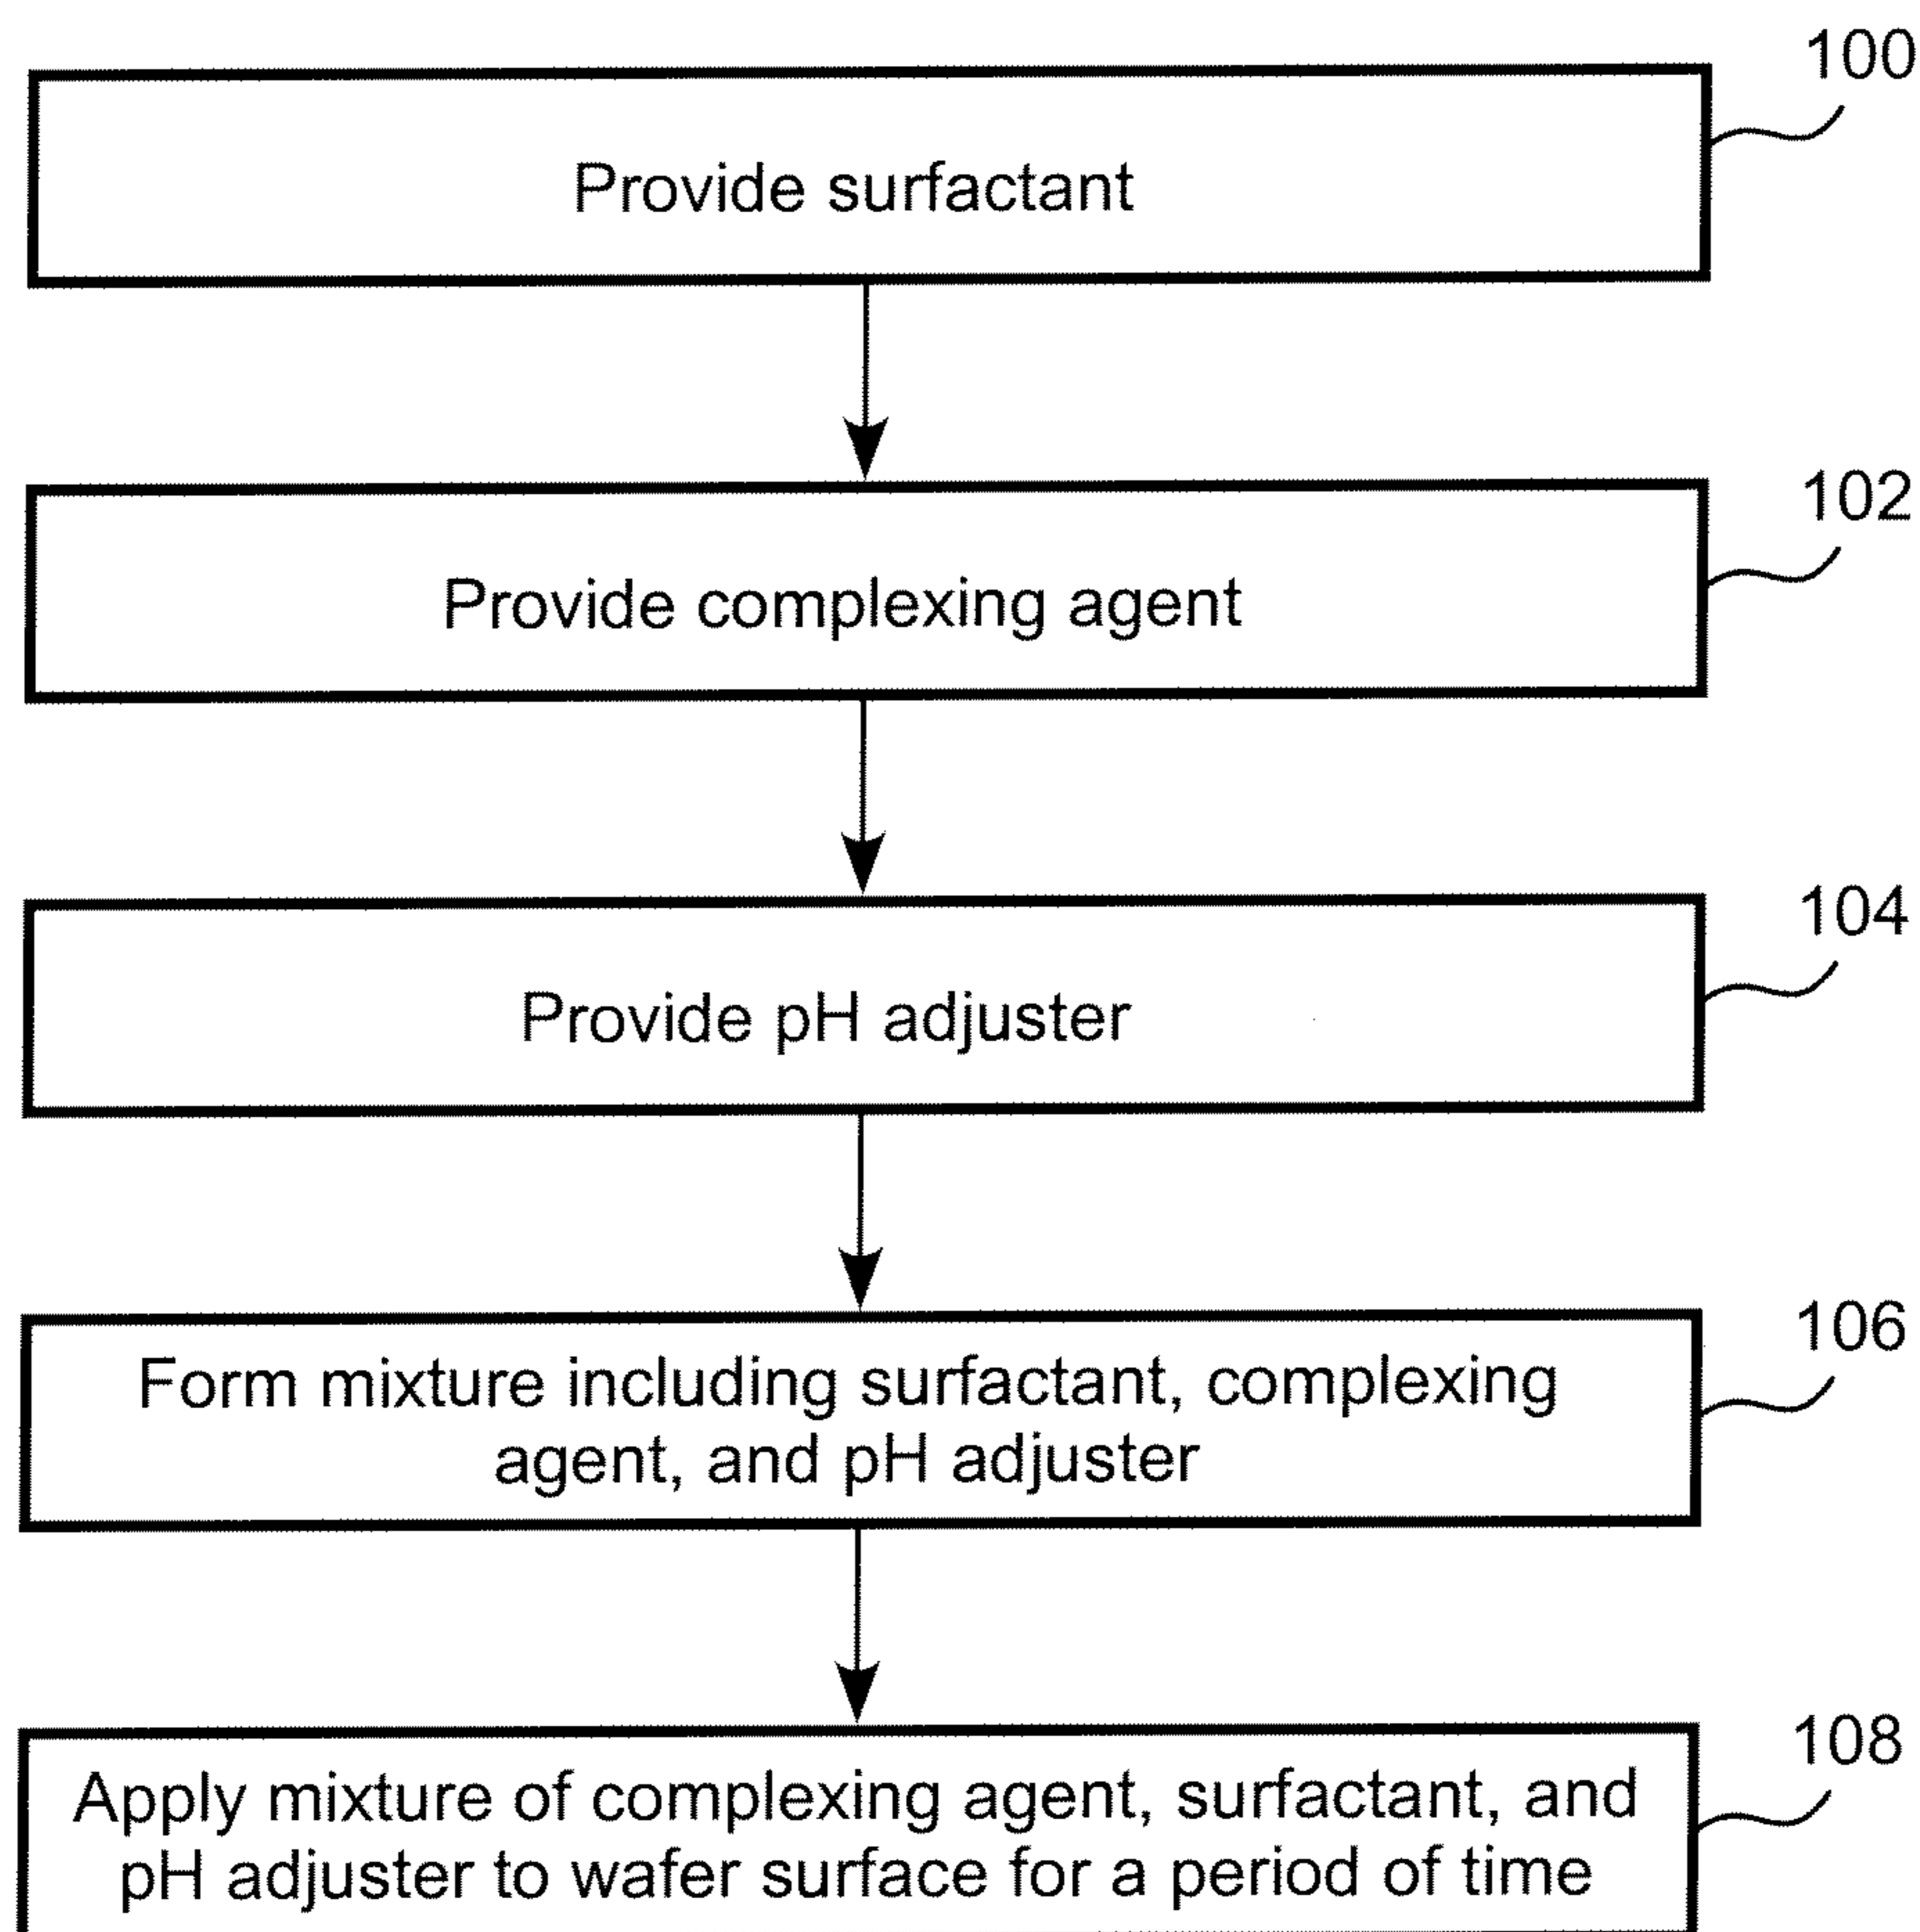 100
Provide surfactant
102
Provide complexing agent
104
Provide pH adjuster
106
Form mixture including surfactant, complexing
agent, and pH adjuster
108
Apply mixture of complexing agent, surfactant, and
pH adjuster to wafer surface for a period of time